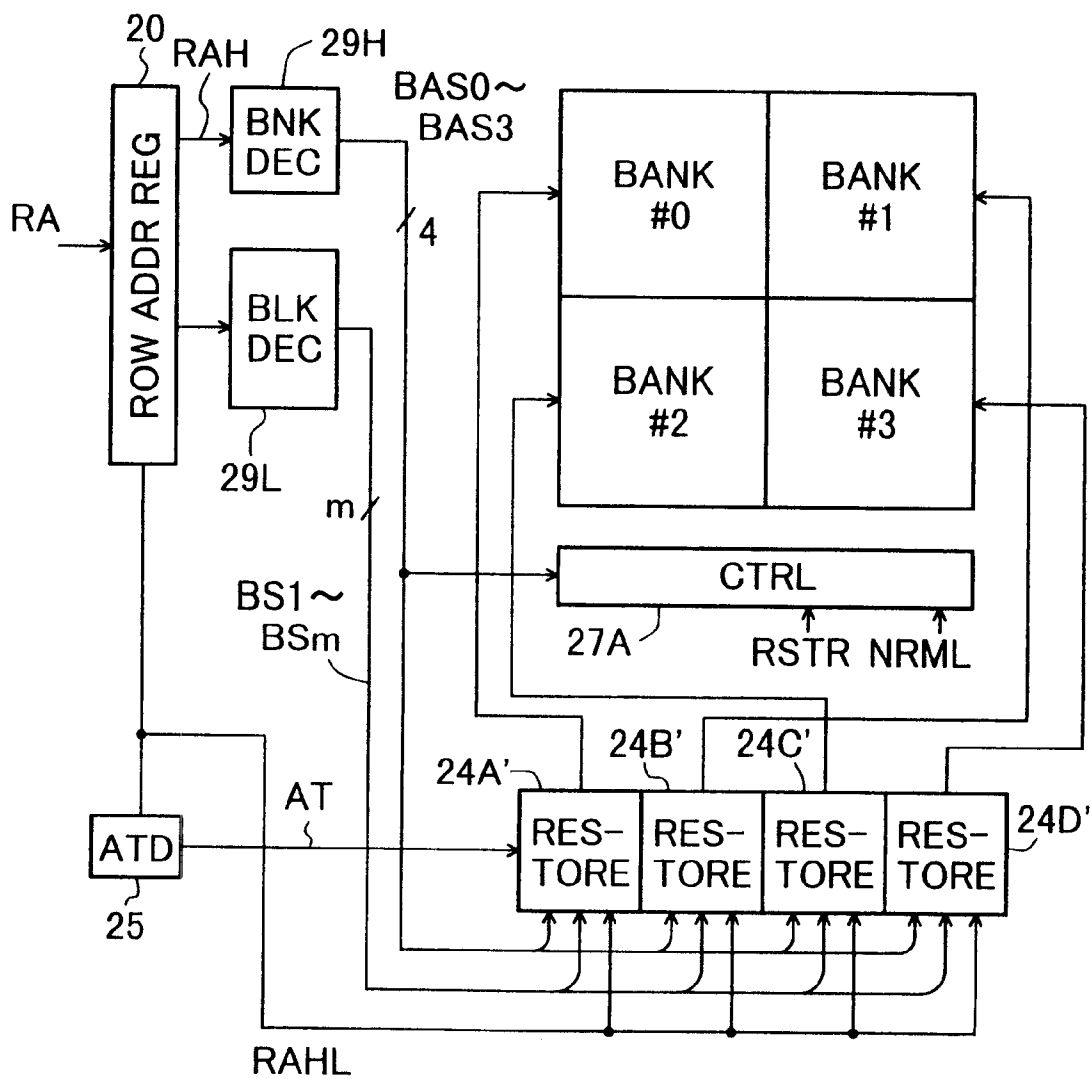 20
RAH
29H
BAS0~
BAS3
ROW ADDR REG
BNK
DEC
BANK
#0
BANK
#1
RA
4
BLK
DEC
BANK
#2
BANK
#3
29L
m
CTRL
BS1~
BSm
27A
RSTR
NRML
24A'
24B'
24C'
24D'
AT
ATD
RES-
TORE
RES-
TORE
RES-
TORE
RES-
TORE
25
RAHL